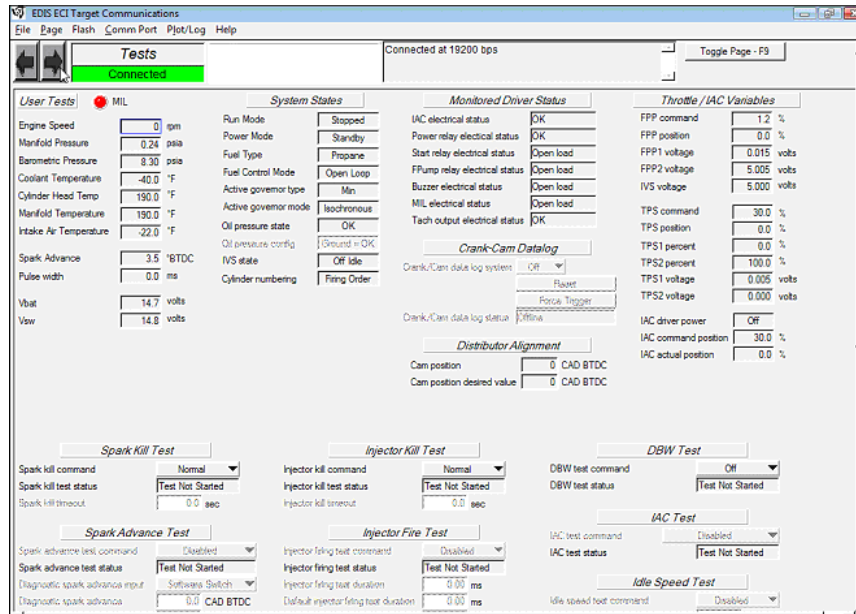 EDIS ECI Target Communications
File Page Flash Comm Port Plot/Log Help
Tests
Connected
Connected at 19200 bps
Toggle Page - F9
User Tests
MIL
Engine Speed 0 rpm
Manifold Pressure 0.24 psia
Barometric Pressure 8.30 psia
Coolant Temperature -40.0 °F
Cylinder Head Temp 190.0 °F
Manifold Temperature 190.0 °F
Intake Air Temperature -22.0 °F
Spark Advance 3.5 °BTDC
Pulse width 0.0 ms
Vbat 14.7 volts
Vsw 14.8 volts
System States
Run Mode Stopped
Power Mode Standby
Fuel Type Propane
Fuel Control Mode Open Loop
Active governor type Min
Active governor mode Isochronous
Oil pressure state OK
Oil pressure config Ground = OK
IVS state Off Idle
Cylinder numbering Firing Order
Monitored Driver Status
IAC electrical status OK
Power relay electical status OK
Start relay electrical status Open load
FPump relay electrical status Open load
Buzzer electrical status Open load
MIL electrical status Open load
Tach output electrical status OK
Crank-Cam Datalog
Crank/Cam data log system Off
Reset
Force Trigger
Crank/Cam data log status Offline
Distributor Alignment
Cam position 0 CAD BTDC
Cam position desired value 0 CAD BTDC
Throttle / IAC Variables
FPP command 1.2 %
FPP position 0.0 %
FPP1 voltage 0.015 volts
FPP2 voltage 5.005 volts
IVS voltage 5.000 volts
TPS command 30.0 %
TPS position 0.0 %
TPS1 percent 0.0 %
TPS2 percent 100.0 %
TPS1 voltage 0.005 volts
TPS2 voltage 0.000 volts
IAC driver power Off
IAC command position 30.0 %
IAC actual position 0.0 %
Spark Kill Test
Spark kill command Normal
Spark kill test status Test Not Started
Spark kill timeout 0.0 sec
Injector Kill Test
Injector kill command Normal
Injector kill test status Test Not Started
Injector kill timeout 0.0 sec
DBW Test
DBW test command Off
DBW test status Test Not Started
Spark Advance Test
Spark advance test command Disabled
Spark advance test status Test Not Started
Diagnostic spark advance input Software Switch
Diagnostic spark advance 0.0 CAD BTDC
Injector Fire Test
Injector firing test command Disabled
Injector firing test status Test Not Started
Injector firing test duration 0.00 ms
Default injector firing test duration 0.00 ms
IAC Test
IAC test command Disabled
IAC test status Test Not Started
Idle Speed Test
Idle speed test command Disabled